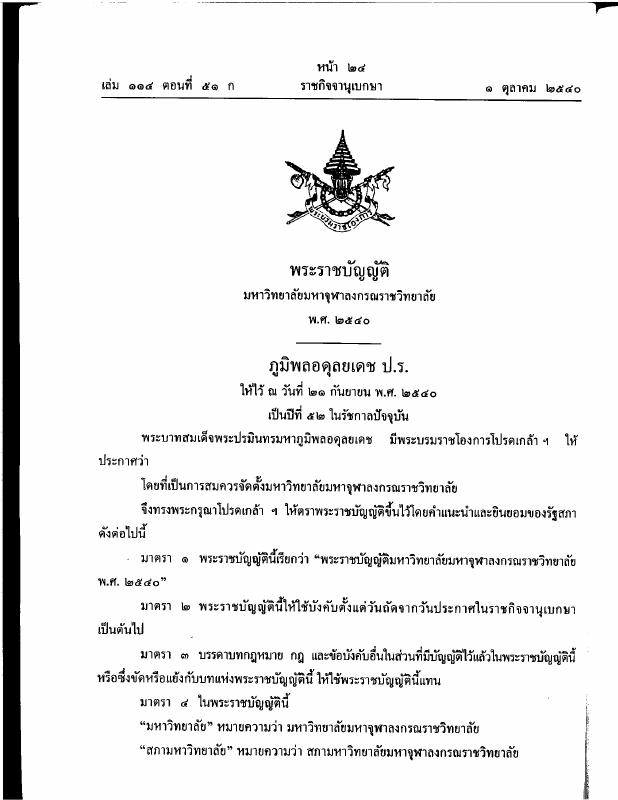 หน้า ๒๔
เล่ม ๑๑๔ ตอนที่ ๕๑ ก ราชกิจจานุเบกษา ๑ ตุลาคม ๒๕๔๐
พระบรมราชโองการ
พระราชบัญญัติ
มหาวิทยาลัยมหาจุฬาลงกรณราชวิทยาลัย
พ.ศ. ๒๕๔๐
ภูมิพลอดุลยเดช ป.ร.
ให้ไว้ ณ วันที่ ๒๑ กันยายน พ.ศ. ๒๕๔๐
เป็นปีที่ ๕๒ ในรัชกาลปัจจุบัน
พระบาทสมเด็จพระปรมินทรมหาภูมิพลอดุลยเดช มีพระบรมราชโองการโปรดเกล้า ฯ ให้
ประกาศว่า
โดยที่เป็นการสมควรจัดตั้งมหาวิทยาลัยมหาจุฬาลงกรณราชวิทยาลัย
จึงทรงพระกรุณาโปรดเกล้า ฯ ให้ตราพระราชบัญญัติขึ้นไว้โดยคำแนะนำและยินยอมของรัฐสภา
ดังต่อไปนี้
มาตรา ๑ พระราชบัญญัตินี้เรียกว่า “พระราชบัญญัติมหาวิทยาลัยมหาจุฬาลงกรณราชวิทยาลัย
พ.ศ. ๒๕๔๐”
มาตรา ๒ พระราชบัญญัตินี้ให้ใช้บังคับตั้งแต่วันถัดจากวันประกาศในราชกิจจานุเบกษา
เป็นต้นไป
มาตรา ๓ บรรดาบทกฎหมาย กฎ และข้อบังคับอื่นในส่วนที่มีบัญญัติไว้แล้วในพระราชบัญญัตินี้
หรือซึ่งขัดหรือแย้งกับบทแห่งพระราชบัญญัตินี้ ให้ใช้พระราชบัญญัตินี้แทน
มาตรา ๔ ในพระราชบัญญัตินี้
“มหาวิทยาลัย” หมายความว่า มหาวิทยาลัยมหาจุฬาลงกรณราชวิทยาลัย
“สภามหาวิทยาลัย” หมายความว่า สภามหาวิทยาลัยมหาจุฬาลงกรณราชวิทยาลัย